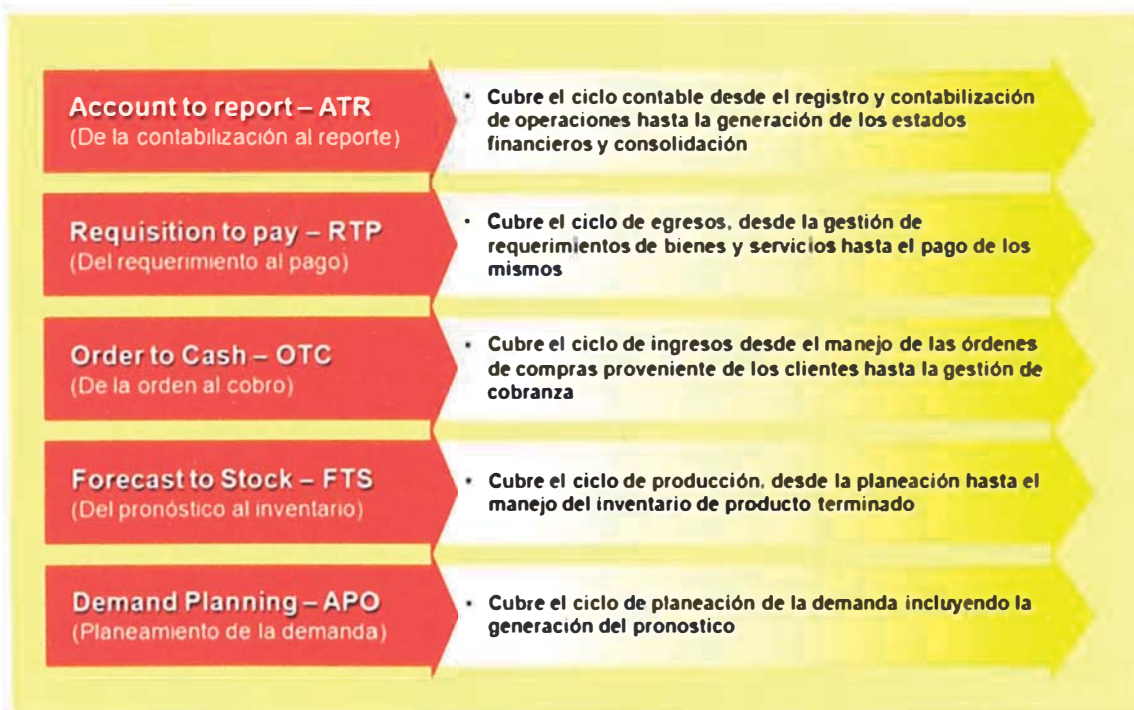 Account to report – ATR
(De la contabilización al reporte)
• Cubre el ciclo contable desde el registro y contabilización
de operaciones hasta la generación de los estados
financieros y consolidación
Requisition to pay – RTP
(Del requerimiento al pago)
• Cubre el ciclo de egresos, desde la gestión de
requerimientos de bienes y servicios hasta el pago de los
mismos
Order to Cash – OTC
(De la orden al cobro)
• Cubre el ciclo de ingresos desde el manejo de las órdenes
de compras proveniente de los clientes hasta la gestión de
cobranza
Forecast to Stock – FTS
(Del pronóstico al inventario)
• Cubre el ciclo de producción, desde la planeación hasta el
manejo del inventario de producto terminado
Demand Planning – APO
(Planeamiento de la demanda)
• Cubre el ciclo de planeación de la demanda incluyendo la
generación del pronostico